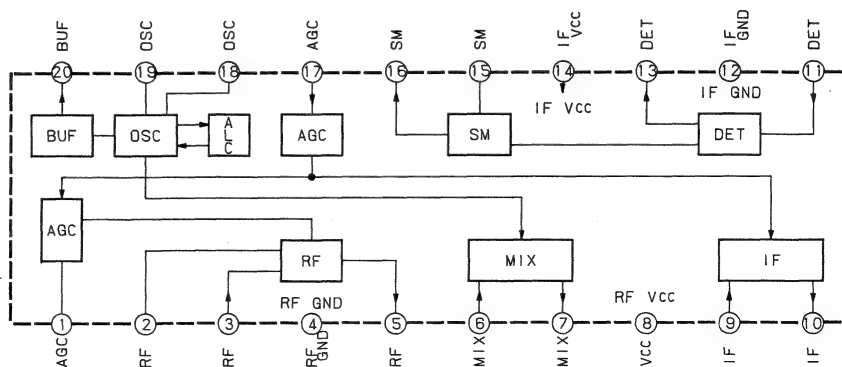 BUF OSC OSC AGC SM SM IF VCC DET IF GND DET
20 19 18 17 16 15 14 13 12 11
IF VCC IF GND
BUF OSC ALC AGC SM DET
AGC
RF MIX IF
RF GND RF VCC
1 2 3 4 5 6 7 8 9 10
AGC RF RF RF GND RF MIX MIX VCC IF IF